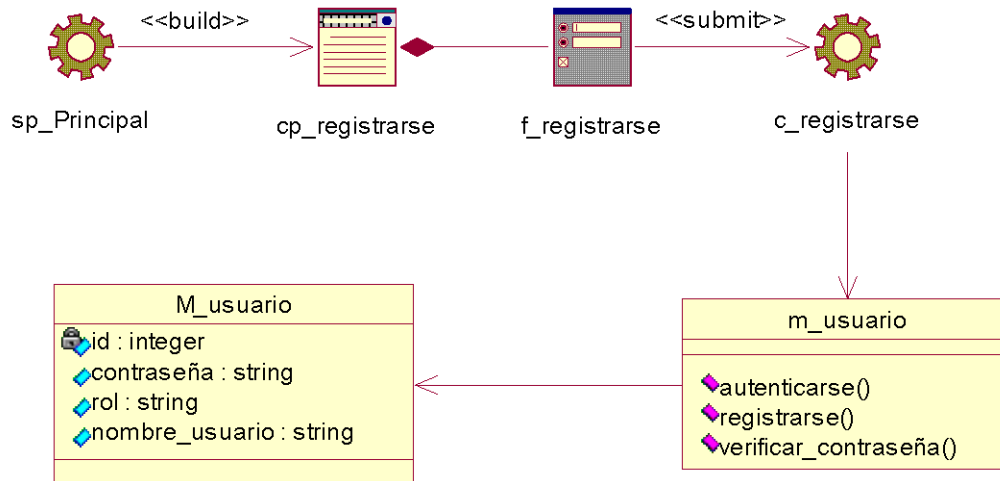 <<build>>
<<submit>>
sp_Principal
cp_registrarse
f_registrarse
c_registrarse
M_usuario
id : integer
contraseña : string
rol : string
nombre_usuario : string
m_usuario
autenticarse()
registrarse()
verificar_contraseña()